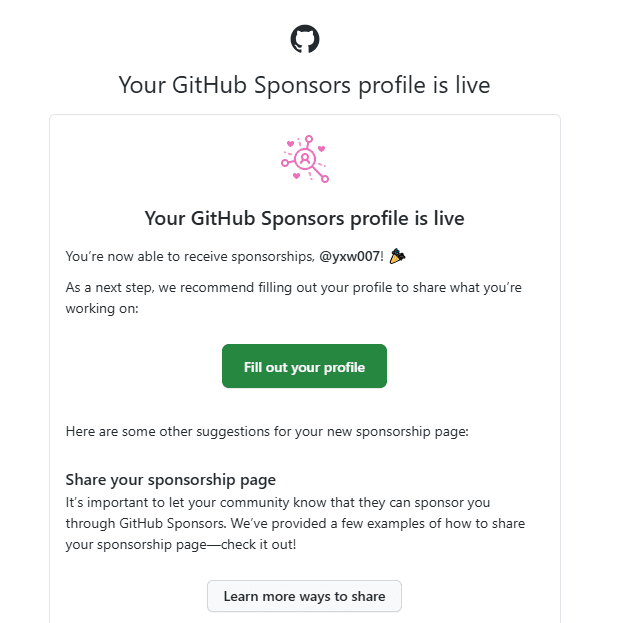 Your GitHub Sponsors profile is live
Your GitHub Sponsors profile is live
You’re now able to receive sponsorships, @yxw007! 🎉
As a next step, we recommend filling out your profile to share what you’re
working on:
Fill out your profile
Here are some other suggestions for your new sponsorship page:
Share your sponsorship page
It’s important to let your community know that they can sponsor you
through GitHub Sponsors. We’ve provided a few examples of how to share
your sponsorship page—check it out!
Learn more ways to share